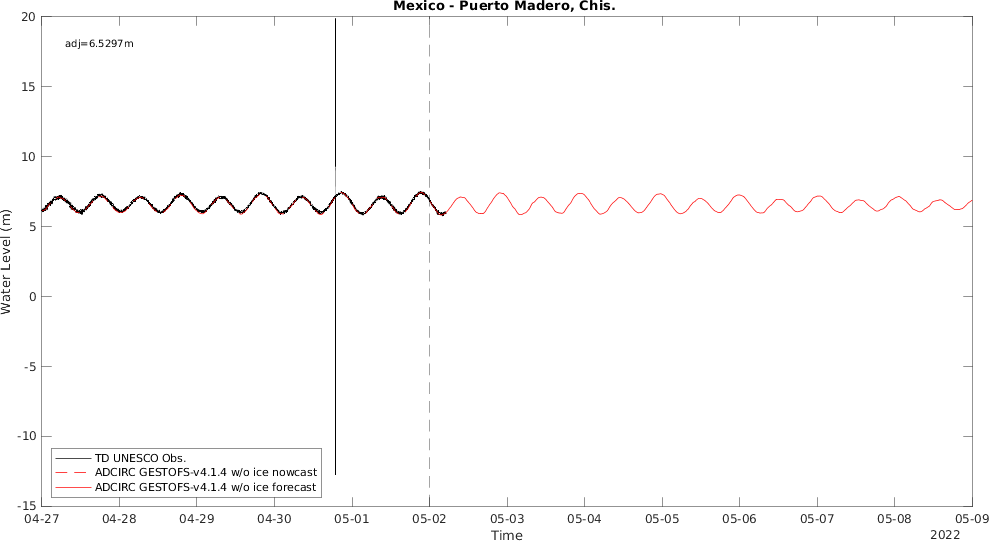 Mexico - Puerto Madero, Chis.
adj=6.5297m
20
15
10
5
0
-5
-10
-15
Water Level (m)
TD UNESCO Obs.
ADCIRC GESTOFS-v4.1.4 w/o ice nowcast
ADCIRC GESTOFS-v4.1.4 w/o ice forecast
04-27 04-28 04-29 04-30 05-01 05-02 05-03 05-04 05-05 05-06 05-07 05-08 05-09
Time
2022